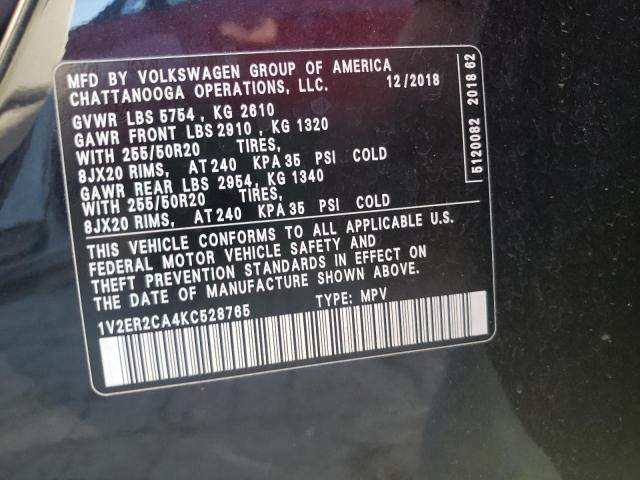 MFD BY VOLKSWAGEN GROUP OF AMERICA
CHATTANOOGA OPERATIONS, LLC. 12/2018
GVWR LBS 5754 , KG 2610
GAWR FRONT LBS 2910 , KG 1320
WITH 255/50R20 TIRES,
8JX20 RIMS, AT 240 KPA 35 PSI COLD
GAWR REAR LBS 2954, KG 1340
WITH 255/50R20 TIRES,
8JX20 RIMS, AT 240 KPA 35 PSI COLD
THIS VEHICLE CONFORMS TO ALL APPLICABLE U.S.
FEDERAL MOTOR VEHICLE SAFETY AND
THEFT PREVENTION STANDARDS IN EFFECT ON
THE DATE OF MANUFACTURE SHOWN ABOVE.
1V2ER2CA4KC528765 TYPE: MPV
5120082 2018 62